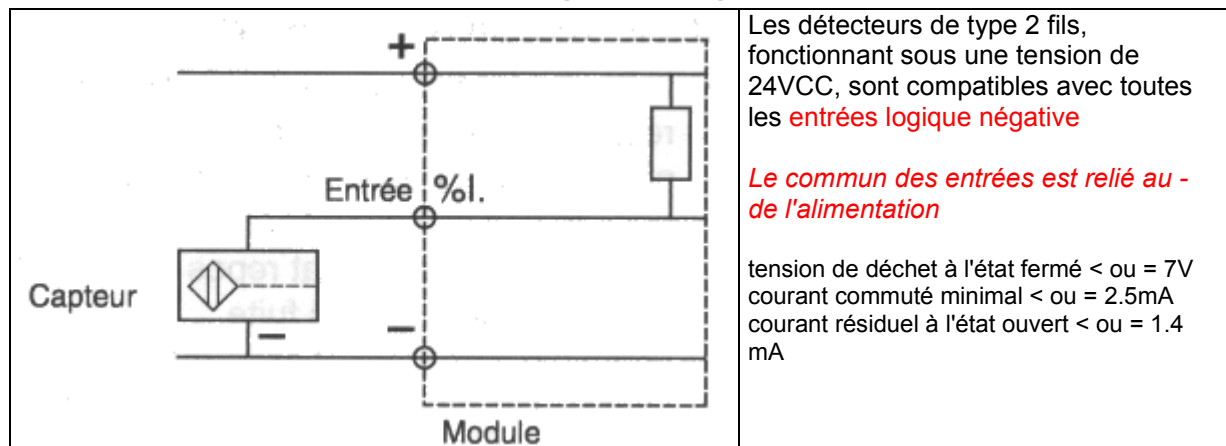 +
Entrée %I.
Capteur
−
−
Module
Les détecteurs de type 2 fils,
fonctionnant sous une tension de
24VCC, sont compatibles avec toutes
les entrées logique négative
Le commun des entrées est relié au -
de l'alimentation
tension de déchet à l'état fermé < ou = 7V
courant commuté minimal < ou = 2.5mA
courant résiduel à l'état ouvert < ou = 1.4
mA